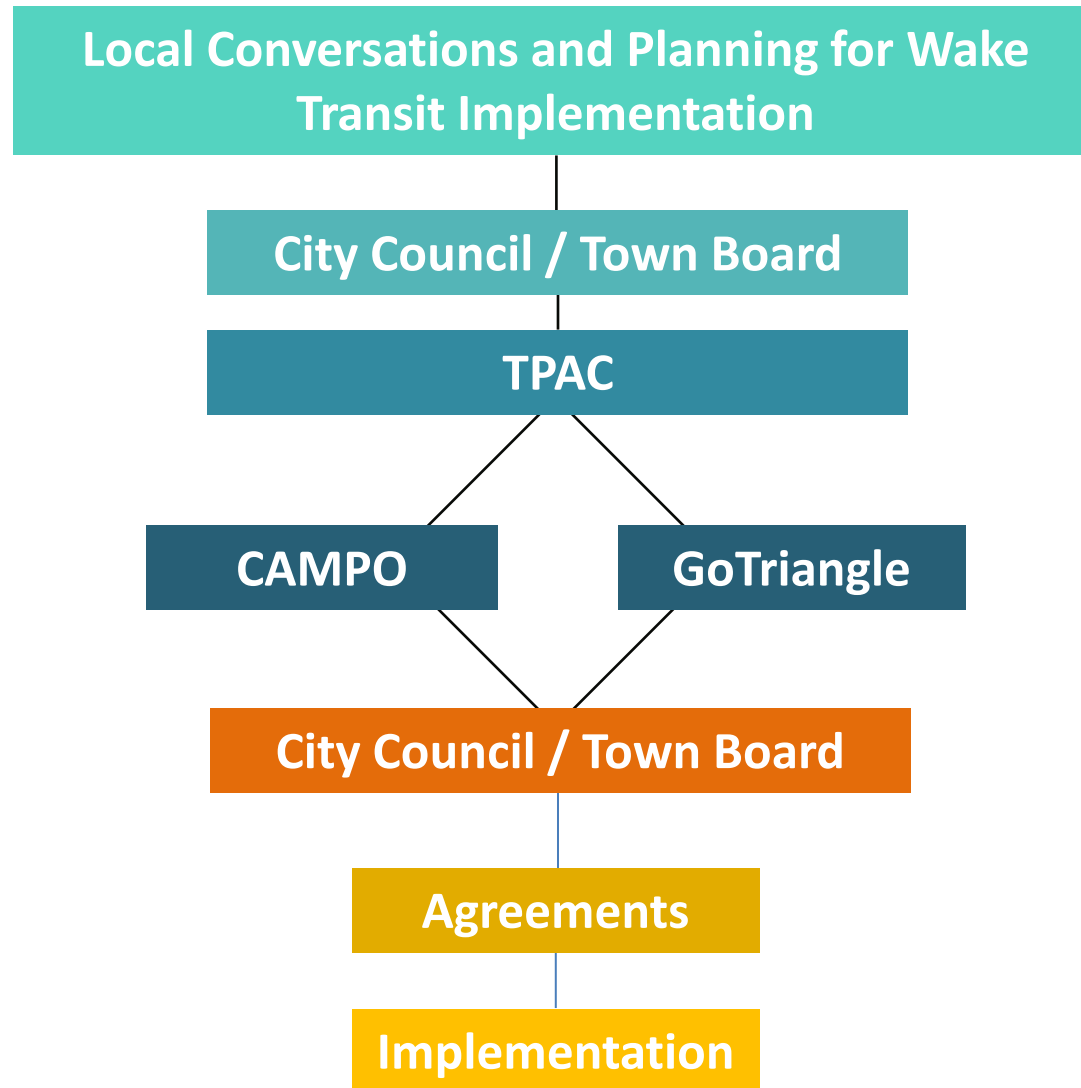 Local Conversations and Planning for Wake
Transit Implementation
City Council / Town Board
TPAC
CAMPO
GoTriangle
City Council / Town Board
Agreements
Implementation